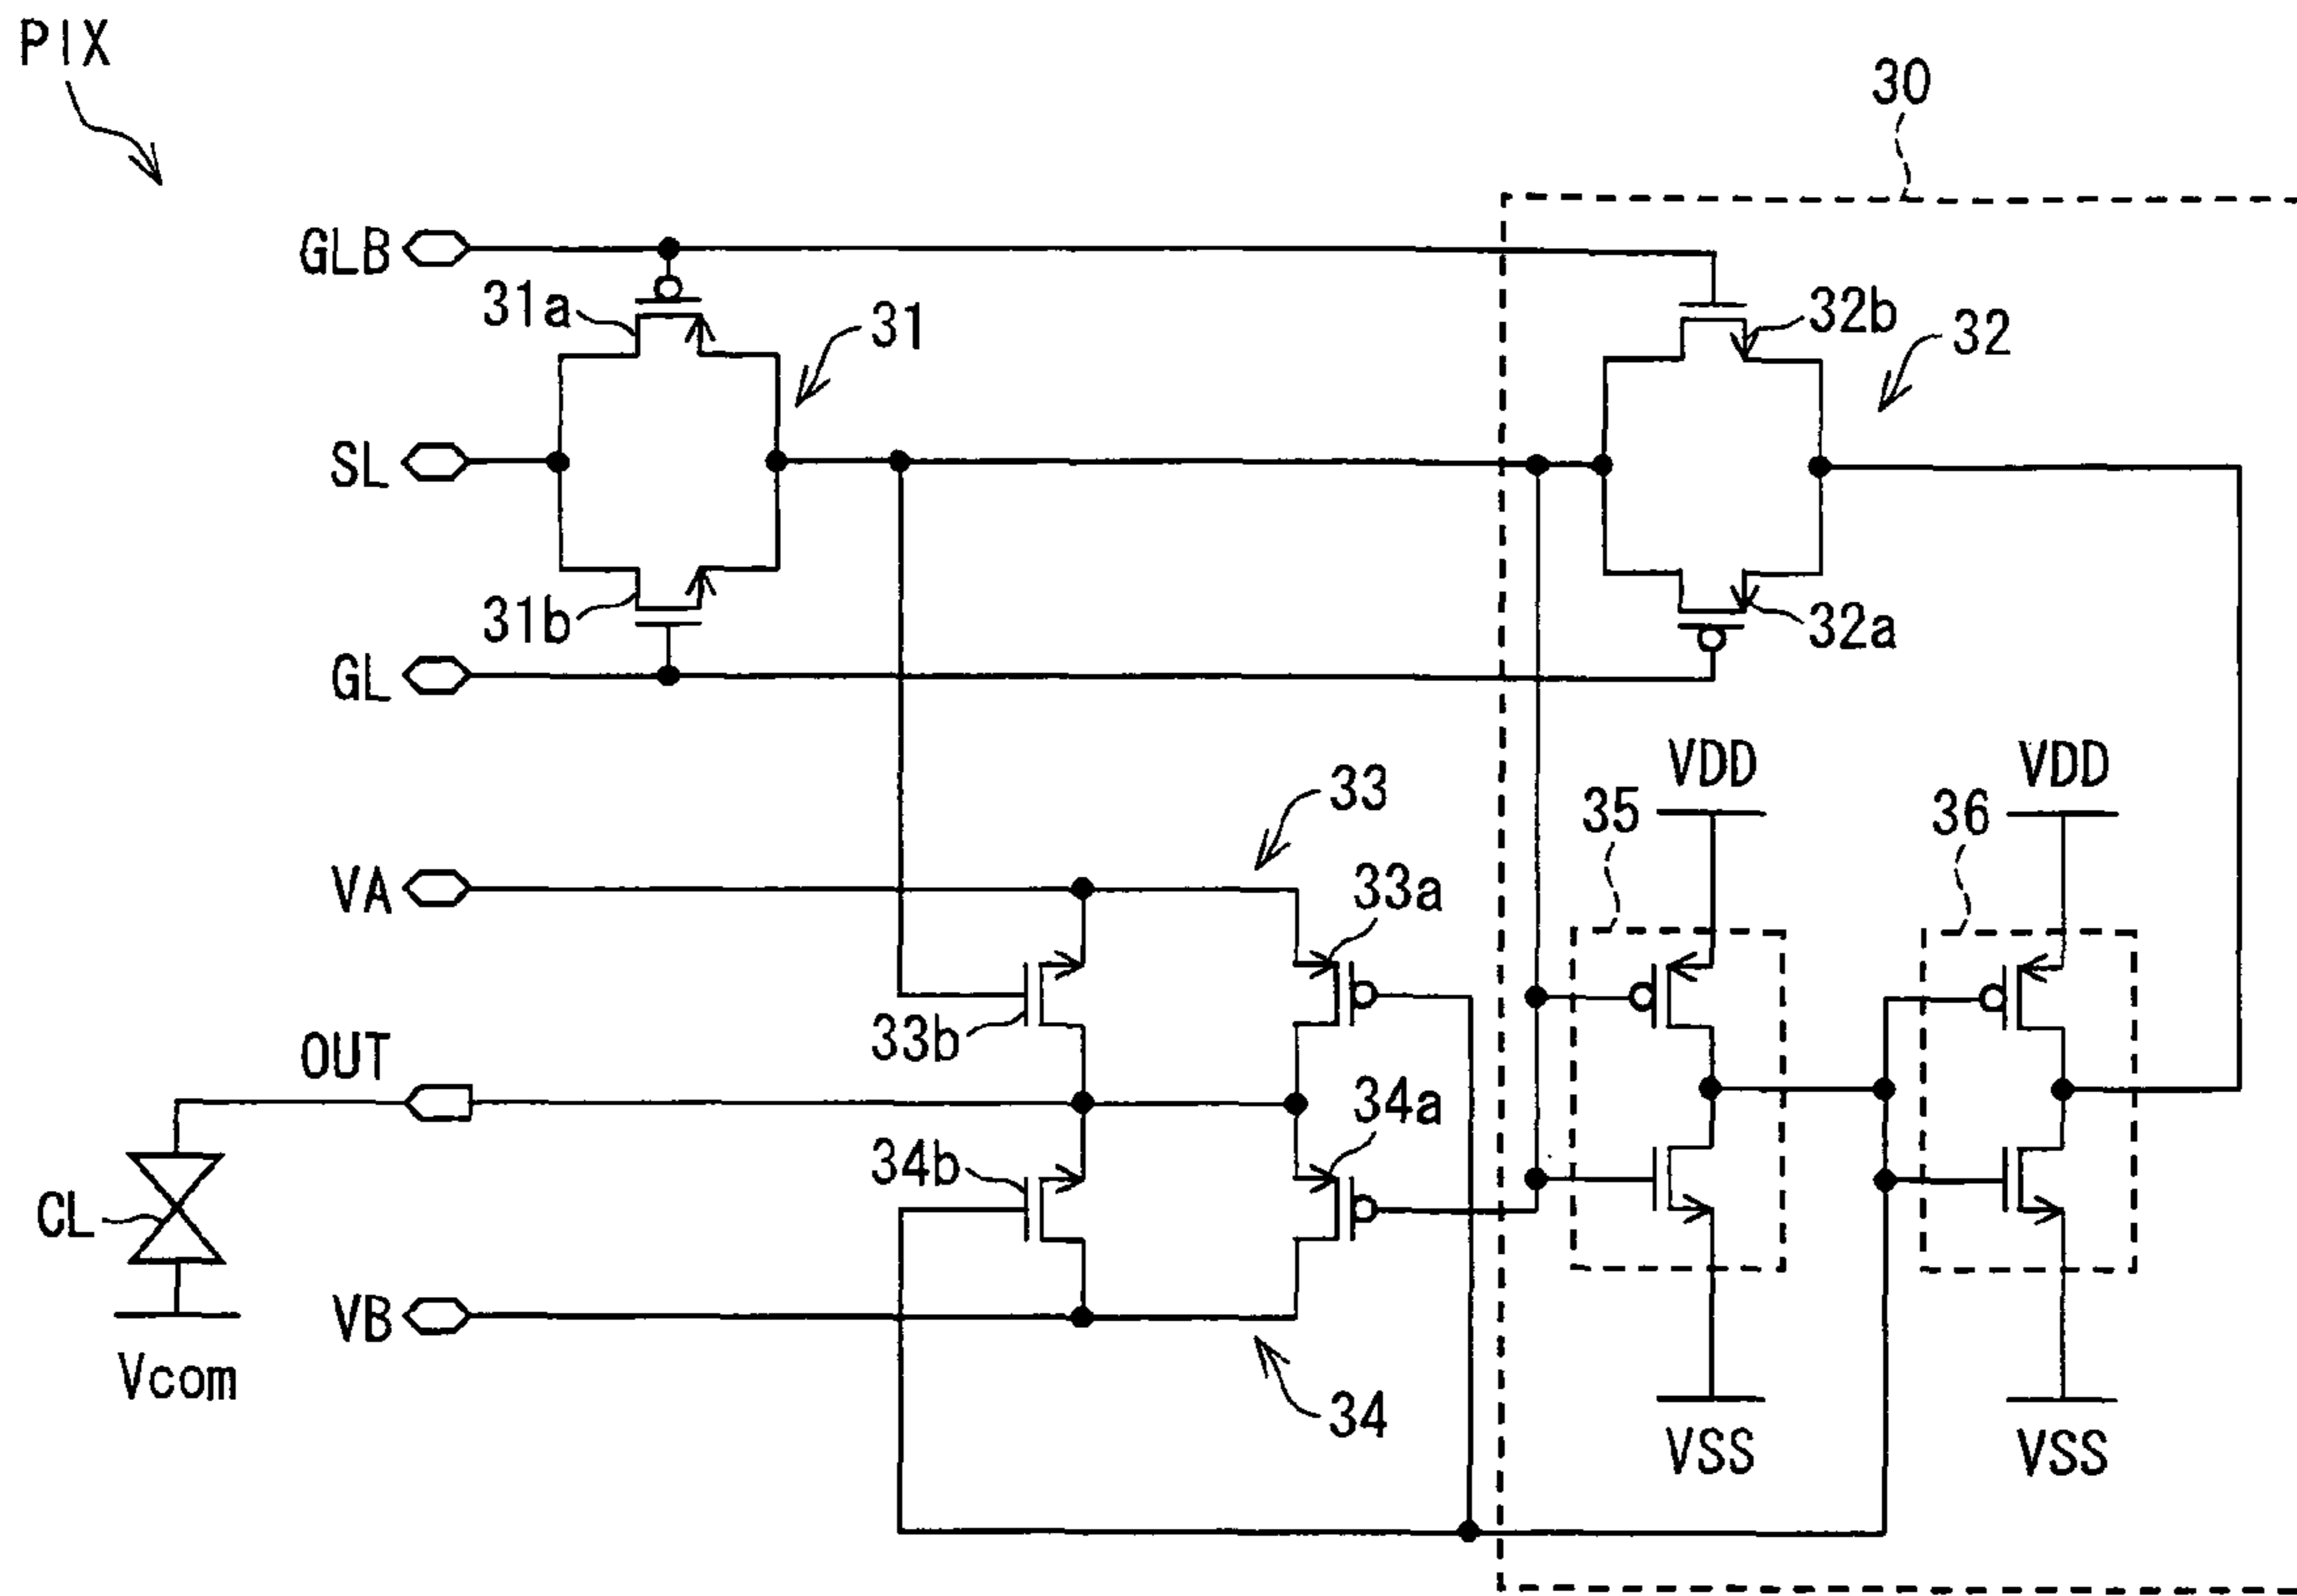 PIX
30
GLB
31a
31
32b
32
SL
31b
32a
GL
VDD
VDD
33
35
36
VA
33a
33b
OUT
34a
34b
CL
VB
Vcom
34
VSS
VSS